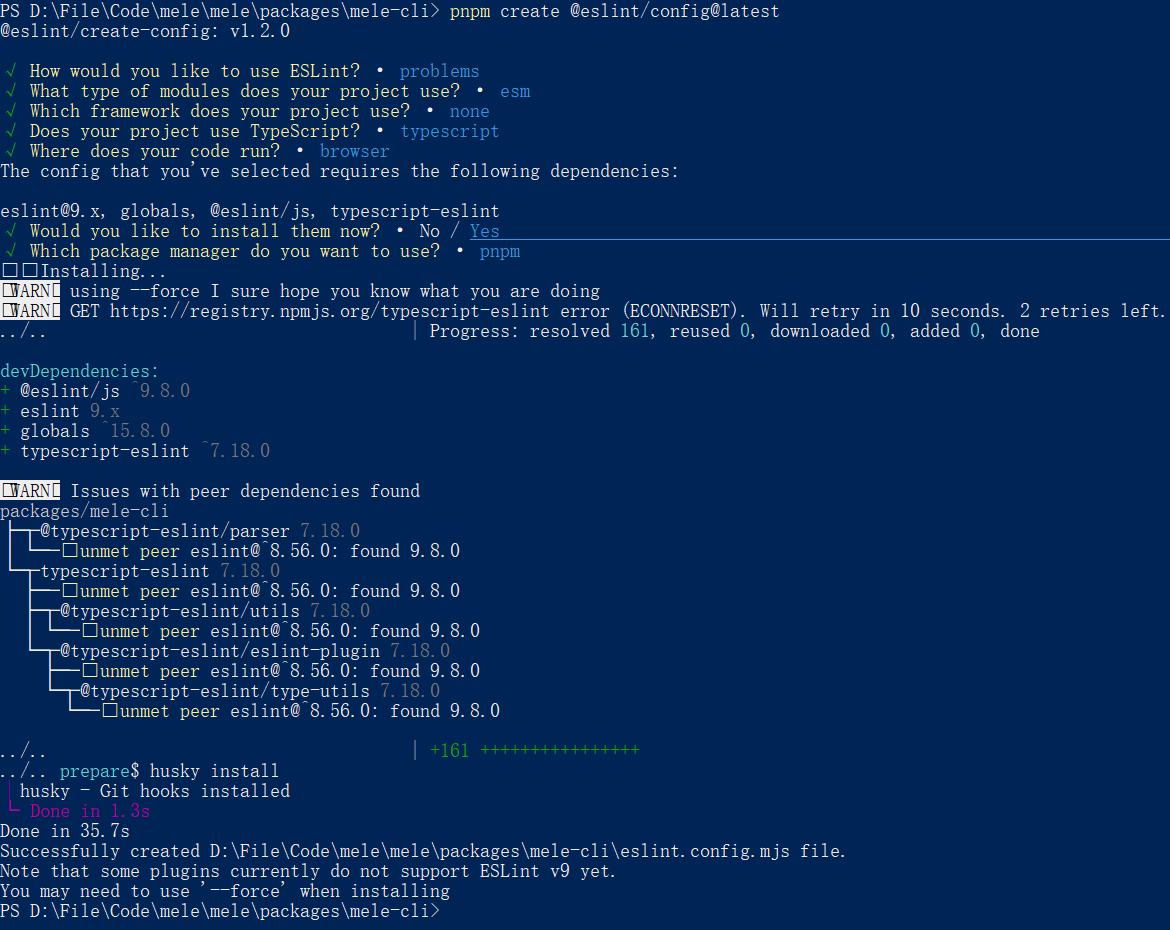 PS D:\File\Code\mele\mele\packages\mele-cli> pnpm create @eslint/config@latest
@eslint/create-config: v1.2.0
√ How would you like to use ESLint? · problems
√ What type of modules does your project use? · esm
√ Which framework does your project use? · none
√ Does your project use TypeScript? · typescript
√ Where does your code run? · browser
The config that you've selected requires the following dependencies:
eslint@9.x, globals, @eslint/js, typescript-eslint
√ Would you like to install them now? · No / Yes
√ Which package manager do you want to use? · pnpm
□□Installing...
WARN using --force I sure hope you know what you are doing
WARN GET https://registry.npmjs.org/typescript-eslint error (ECONNRESET). Will retry in 10 seconds. 2 retries left.
../.. | Progress: resolved 161, reused 0, downloaded 0, added 0, done
devDependencies:
+ @eslint/js ^9.8.0
+ eslint 9.x
+ globals ^15.8.0
+ typescript-eslint ^7.18.0
WARN Issues with peer dependencies found
packages/mele-cli
├─┬ @typescript-eslint/parser 7.18.0
│ └── □unmet peer eslint@^8.56.0: found 9.8.0
└─┬ typescript-eslint 7.18.0
  ├── □unmet peer eslint@^8.56.0: found 9.8.0
  ├─┬ @typescript-eslint/utils 7.18.0
  │ └── □unmet peer eslint@^8.56.0: found 9.8.0
  └─┬ @typescript-eslint/eslint-plugin 7.18.0
    ├── □unmet peer eslint@^8.56.0: found 9.8.0
    └─┬ @typescript-eslint/type-utils 7.18.0
      └── □unmet peer eslint@^8.56.0: found 9.8.0
../.. | +161 ++++++++++++++++
../.. prepare$ husky install
│ husky - Git hooks installed
└ Done in 1.3s
Done in 35.7s
Successfully created D:\File\Code\mele\mele\packages\mele-cli\eslint.config.mjs file.
Note that some plugins currently do not support ESLint v9 yet.
You may need to use '--force' when installing
PS D:\File\Code\mele\mele\packages\mele-cli>